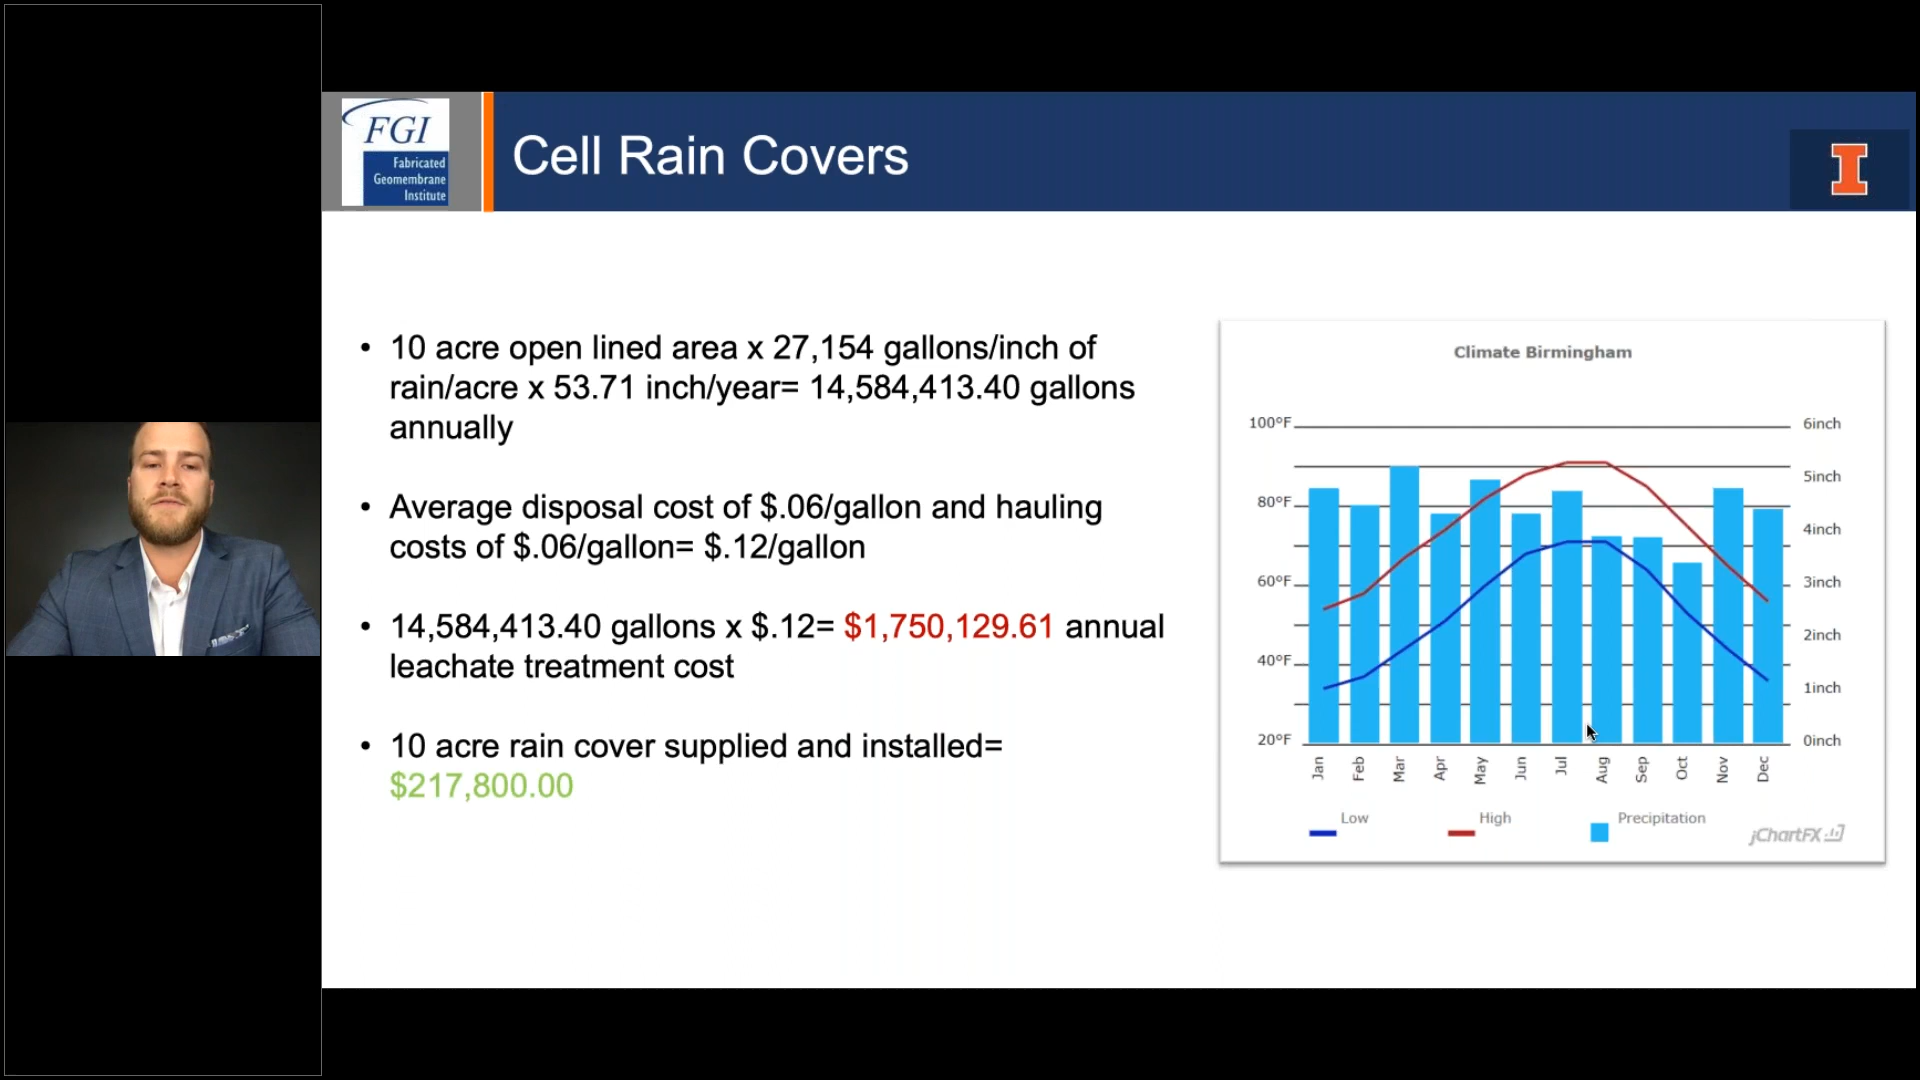 FGI
Fabricated
Geomembrane
Institute
Cell Rain Covers
I
• 10 acre open lined area x 27,154 gallons/inch of
rain/acre x 53.71 inch/year= 14,584,413.40 gallons
annually
• Average disposal cost of $.06/gallon and hauling
costs of $.06/gallon= $.12/gallon
• 14,584,413.40 gallons x $.12= $1,750,129.61 annual
leachate treatment cost
• 10 acre rain cover supplied and installed=
$217,800.00
Climate Birmingham
100°F
80°F
60°F
40°F
20°F
6inch
5inch
4inch
3inch
2inch
1inch
0inch
Jan
Feb
Mar
Apr
May
Jun
Jul
Aug
Sep
Oct
Nov
Dec
Low
High
Precipitation
jChartFX